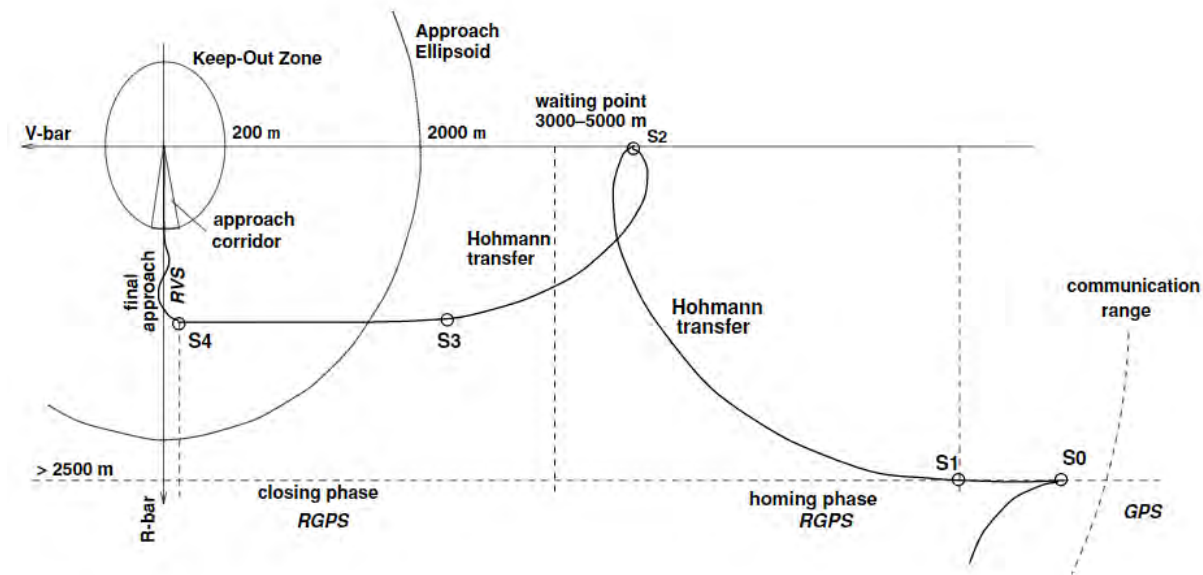 Approach
Ellipsoid
Keep-Out Zone
waiting point
3000–5000 m
V-bar
200 m
2000 m
S2
approach
corridor
Hohmann
transfer
final
approach
RVS
Hohmann
transfer
communication
range
S4
S3
> 2500 m
S1
S0
closing phase
RGPS
homing phase
RGPS
GPS
R-bar